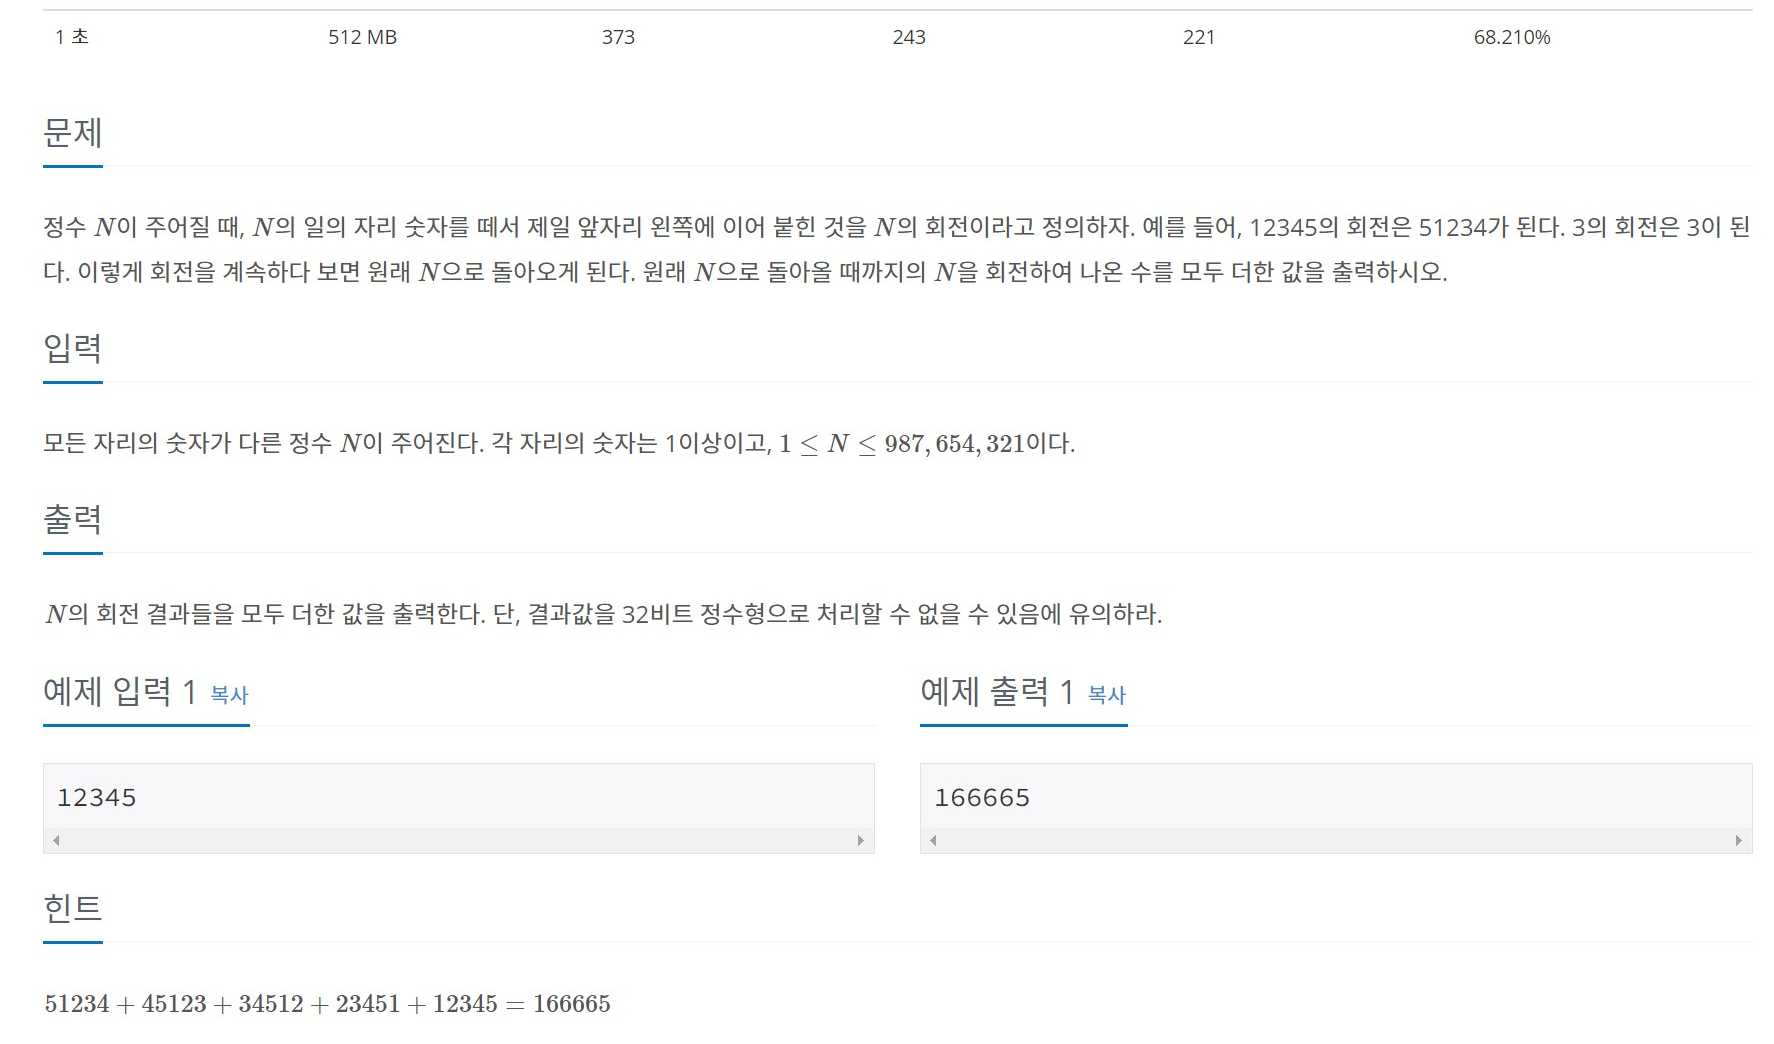 1 초 512 MB 373 243 221 68.210%
문제
정수 N이 주어질 때, N의 일의 자리 숫자를 떼서 제일 앞자리 왼쪽에 이어 붙힌 것을 N의 회전이라고 정의하자. 예를 들어, 12345의 회전은 51234가 된다. 3의 회전은 3이 된
다. 이렇게 회전을 계속하다 보면 원래 N으로 돌아오게 된다. 원래 N으로 돌아올 때까지의 N을 회전하여 나온 수를 모두 더한 값을 출력하시오.
입력
모든 자리의 숫자가 다른 정수 N이 주어진다. 각 자리의 숫자는 1이상이고, 1 ≤ N ≤ 987,654,321이다.
출력
N의 회전 결과들을 모두 더한 값을 출력한다. 단, 결과값을 32비트 정수형으로 처리할 수 없을 수 있음에 유의하라.
예제 입력 1 복사
12345
예제 출력 1 복사
166665
힌트
51234 + 45123 + 34512 + 23451 + 12345 = 166665